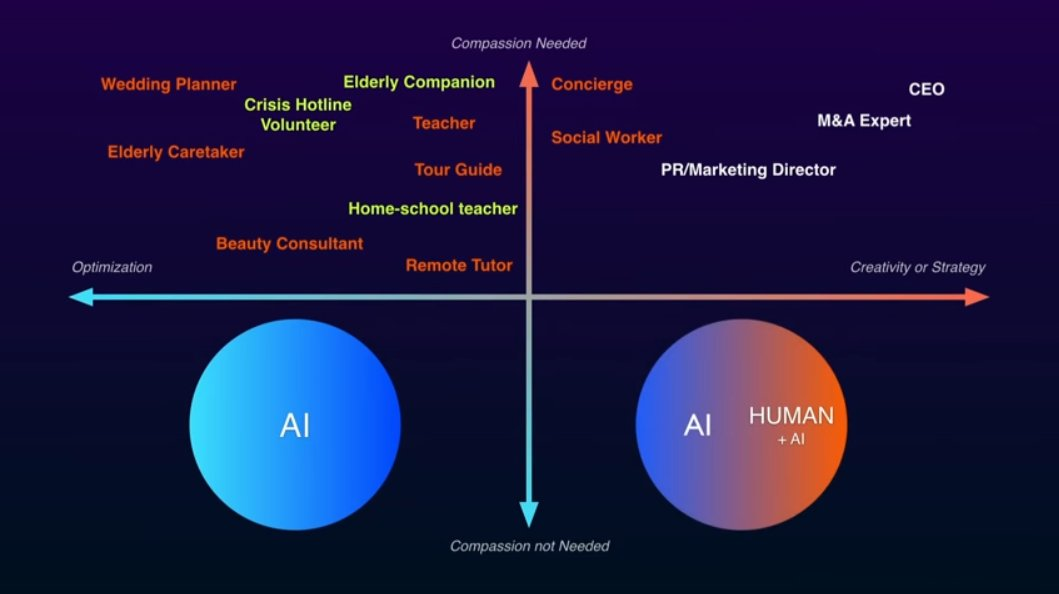 Compassion Needed
Wedding Planner
Elderly Companion
Concierge
CEO
Crisis Hotline
Volunteer
Teacher
M&A Expert
Social Worker
Elderly Caretaker
Tour Guide
PR/Marketing Director
Home-school teacher
Beauty Consultant
Remote Tutor
Optimization
Creativity or Strategy
AI
AI
HUMAN
+ AI
Compassion not Needed